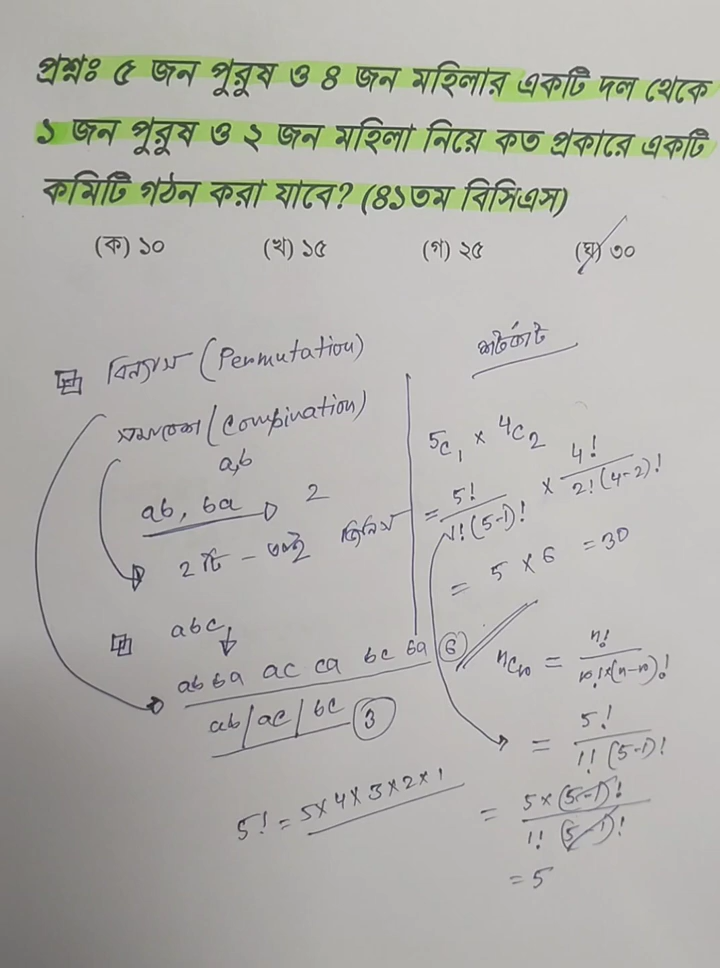 প্রশ্নঃ ৫ জন পুরুষ ও ৪ জন মহিলার একটি দল থেকে
১ জন পুরুষ ও ২ জন মহিলা নিয়ে কত প্রকারে একটি
কমিটি গঠন করা যাবে? (৪১তম বিসিএস)
(ক) ১০ (খ) ১৫ (গ) ২৫ (ঘ) ৩০
বিন্যাস (Permutation)
সমাবেশ (Combination)
a,b
ab, ba → 2
২টি - একই জিনিস
abc
ab ba ac ca bc ba 6
ab/ac/bc 3
5! = 5×4×3×2×1
শর্টকাট
5c₁ × 4c₂
= 5!/1!(5-1)! × 4!/2!(4-2)!
= 5 × 6 = 30
ncr = n!/r!×(n-r)!
= 5!/1!(5-1)!
= 5×(5-1)!/1!(5-1)!
= 5